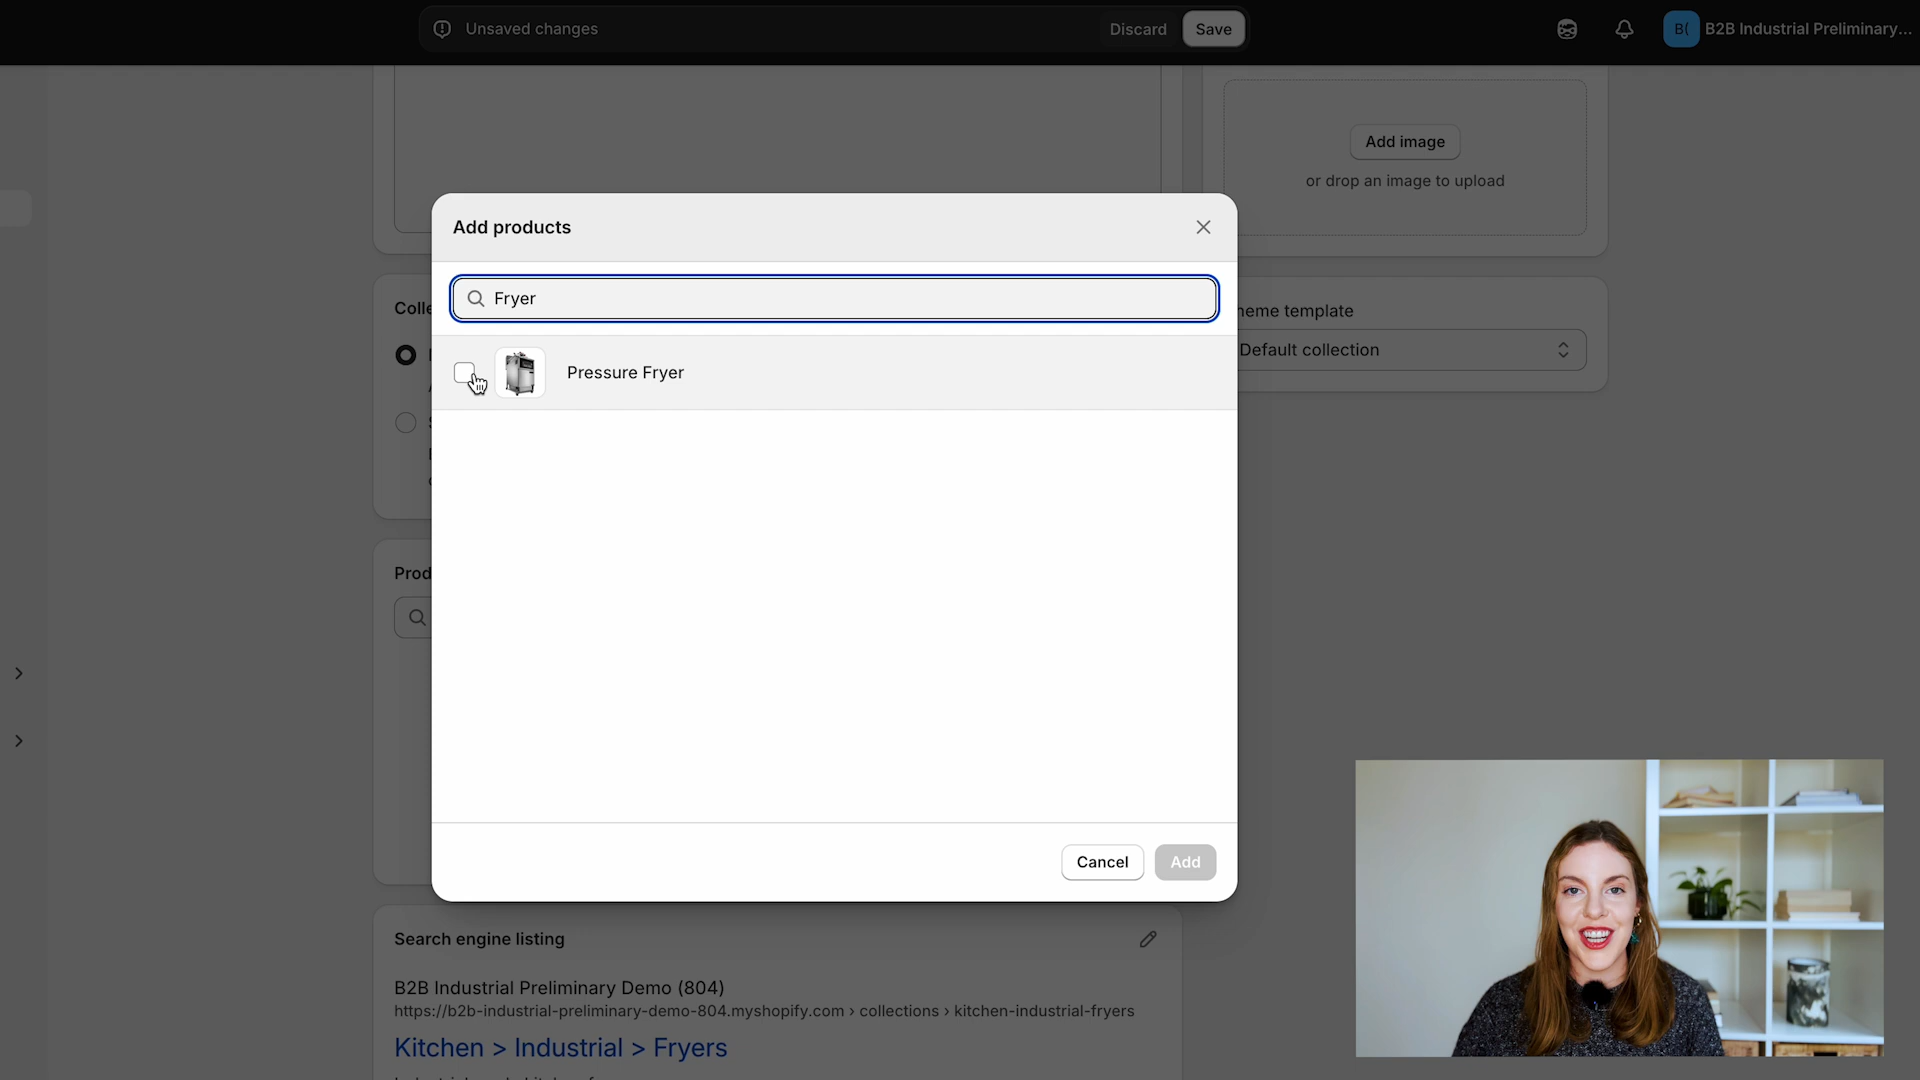 Unsaved changes
Discard
Save
B(
B2B Industrial Preliminary...
Add image
or drop an image to upload
Add products
Fryer
Pressure Fryer
Colle
heme template
Default collection
Prod
Cancel
Add
Search engine listing
B2B Industrial Preliminary Demo (804)
https://b2b-industrial-preliminary-demo-804.myshopify.com › collections › kitchen-industrial-fryers
Kitchen > Industrial > Fryers